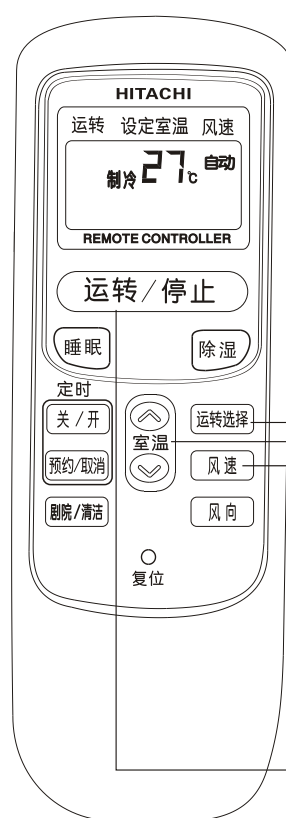 HITACHI
运转 设定室温 风速
制冷 27℃ 自动
REMOTE CONTROLLER
运转/停止
睡眠 除湿
定时
关/开 运转选择
室温
预约/取消 风速
剧院/清洁 风向
复位